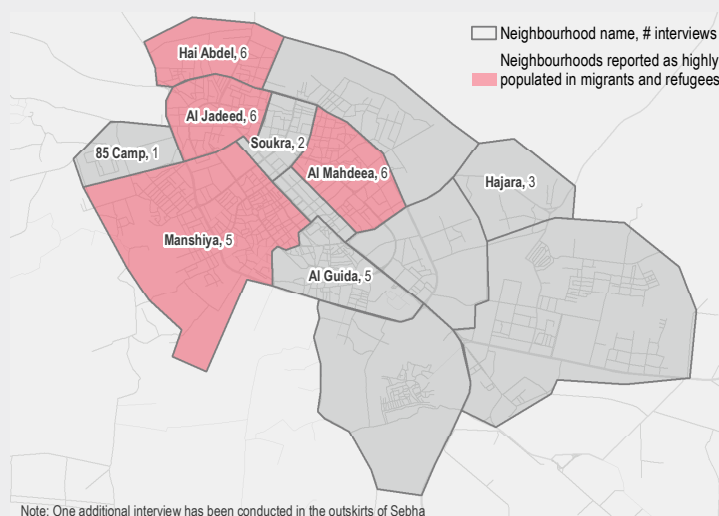 Neighbourhood name, # interviews
Neighbourhoods reported as highly
populated in migrants and refugees
Hai Abdel, 6
Al Jadeed, 6
Soukra, 2
85 Camp, 1
Al Mahdeea, 6
Hajara, 3
Manshiya, 5
Al Guida, 5
Note: One additional interview has been conducted in the outskirts of Sebha